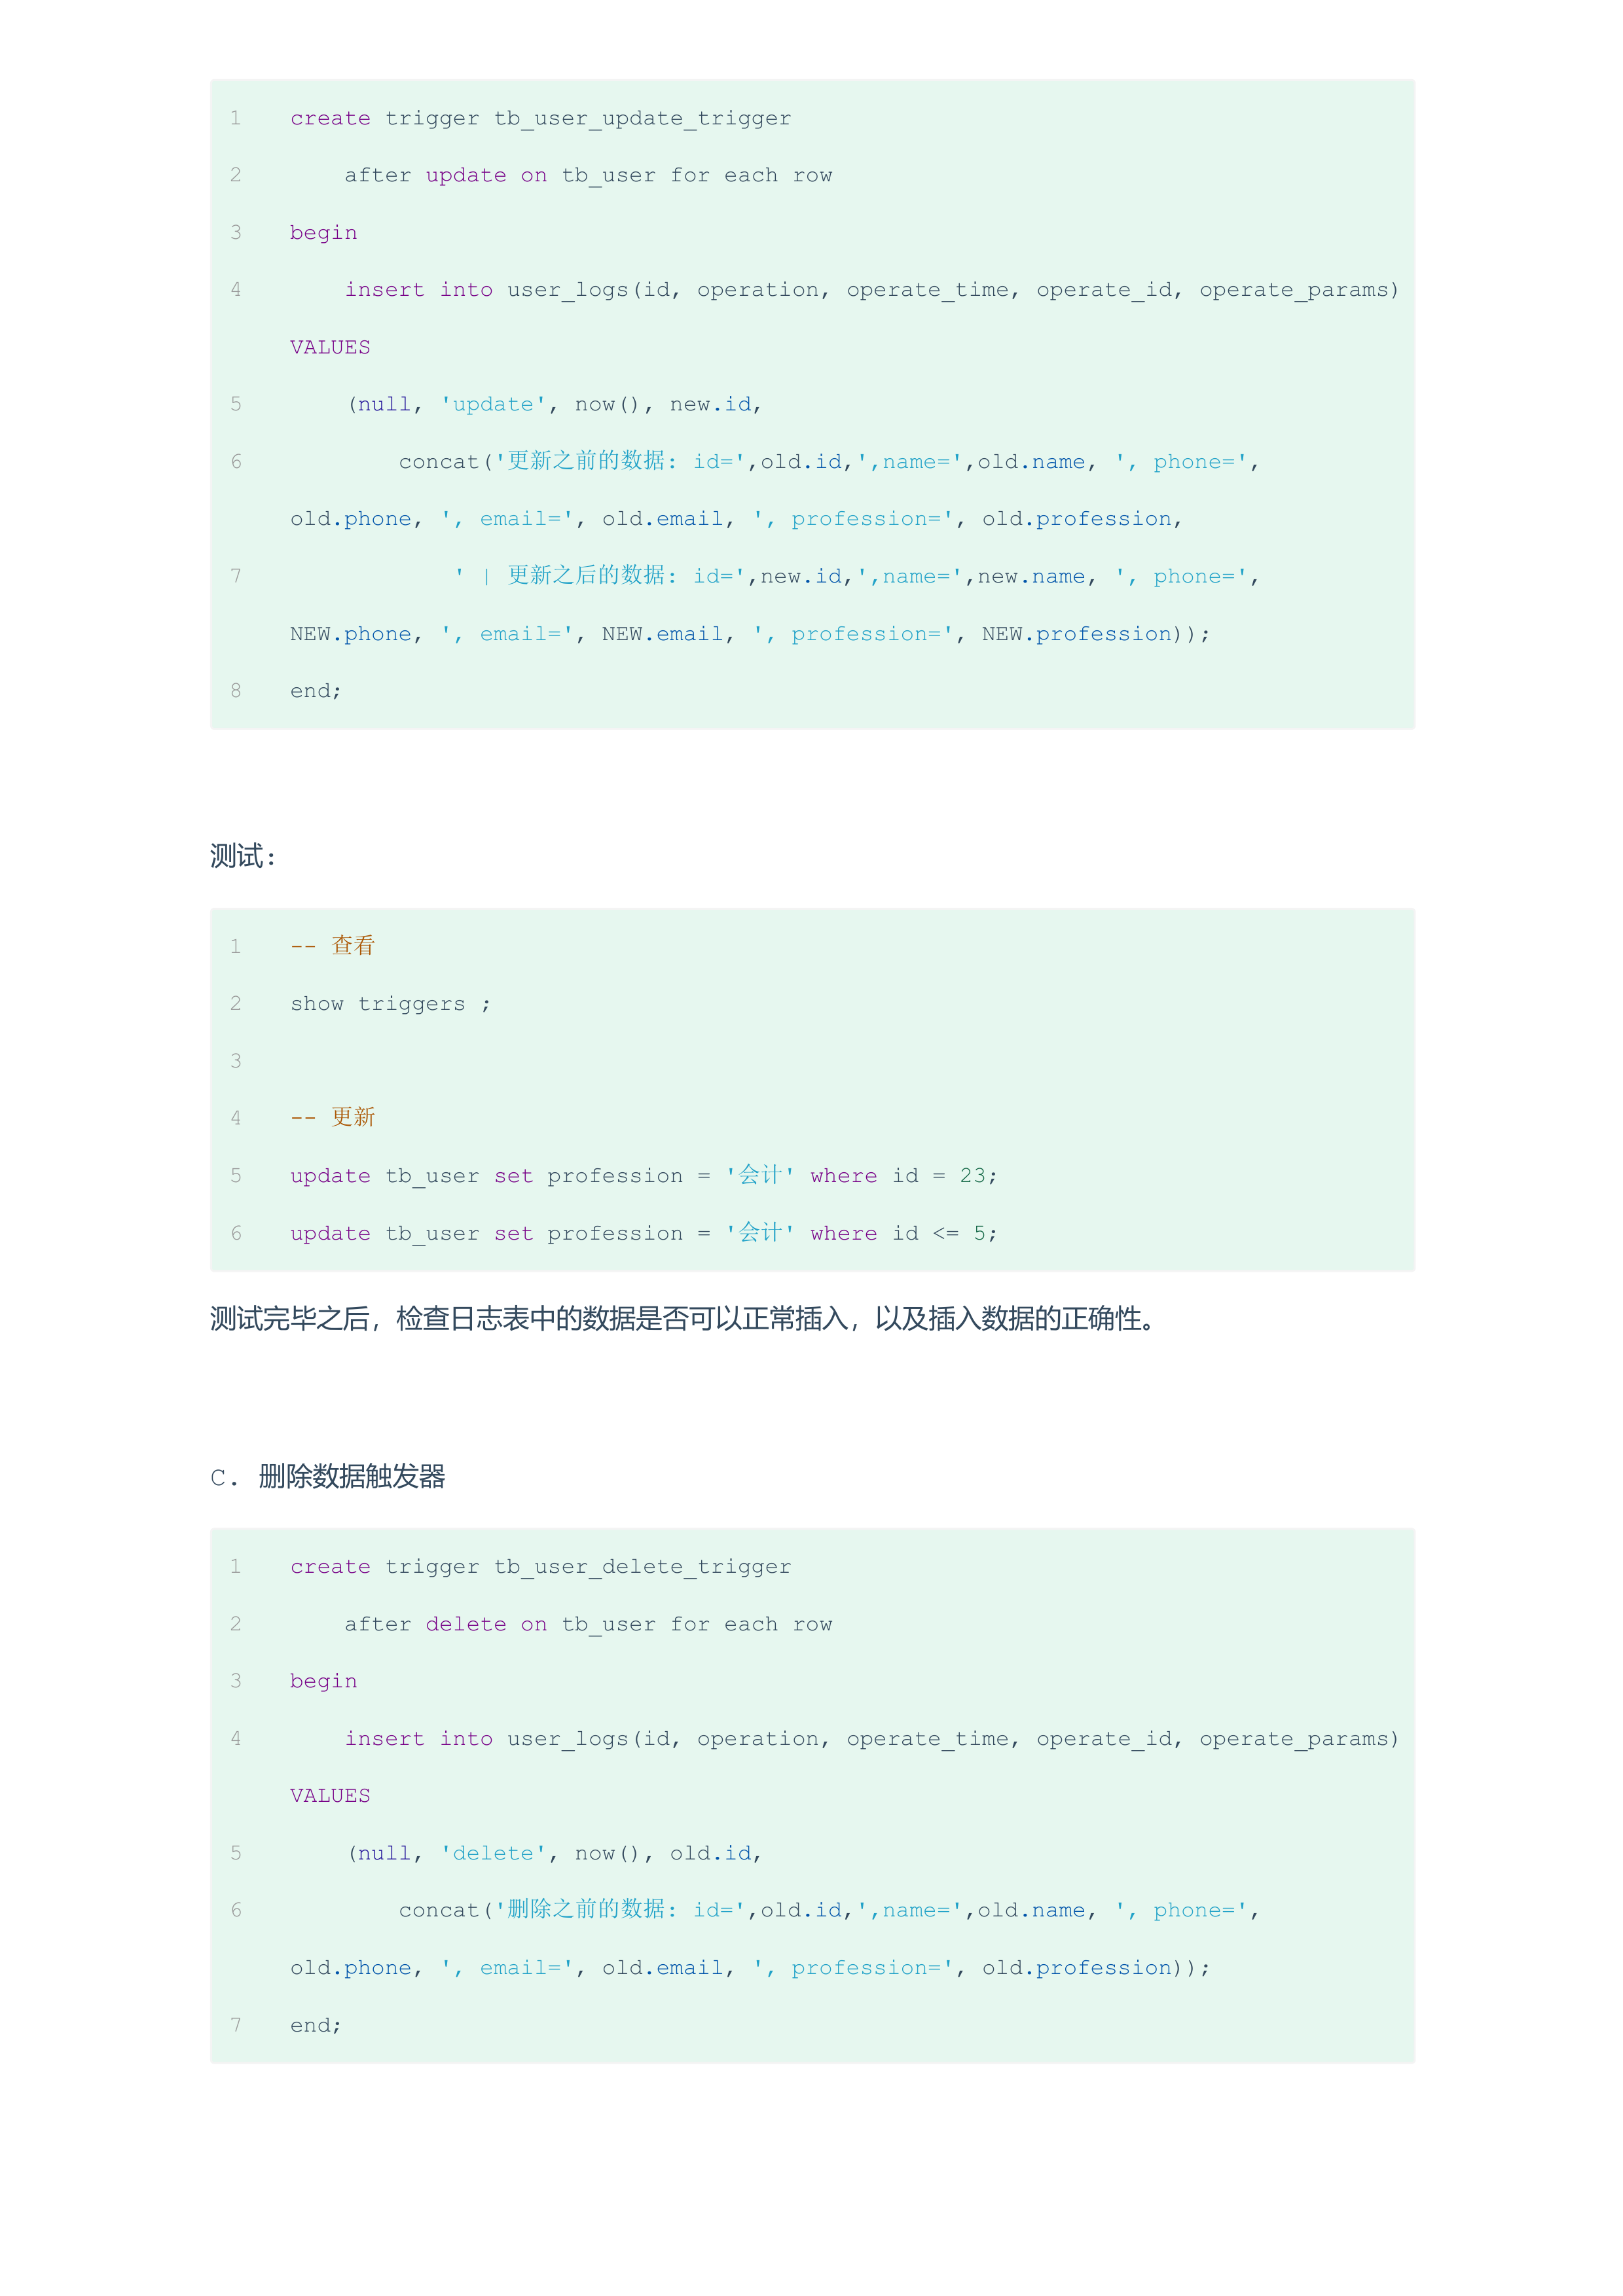 1 create trigger tb_user_update_trigger
2 after update on tb_user for each row
3 begin
4 insert into user_logs(id, operation, operate_time, operate_id, operate_params)
VALUES
5 (null, 'update', now(), new.id,
6 concat('更新之前的数据: id=',old.id,',name=',old.name, ', phone=',
old.phone, ', email=', old.email, ', profession=', old.profession,
7 ' | 更新之后的数据: id=',new.id,',name=',new.name, ', phone=',
NEW.phone, ', email=', NEW.email, ', profession=', NEW.profession));
8 end;
测试:
1 -- 查看
2 show triggers ;
3
4 -- 更新
5 update tb_user set profession = '会计' where id = 23;
6 update tb_user set profession = '会计' where id <= 5;
测试完毕之后，检查日志表中的数据是否可以正常插入，以及插入数据的正确性。
C. 删除数据触发器
1 create trigger tb_user_delete_trigger
2 after delete on tb_user for each row
3 begin
4 insert into user_logs(id, operation, operate_time, operate_id, operate_params)
VALUES
5 (null, 'delete', now(), old.id,
6 concat('删除之前的数据: id=',old.id,',name=',old.name, ', phone=',
old.phone, ', email=', old.email, ', profession=', old.profession));
7 end;